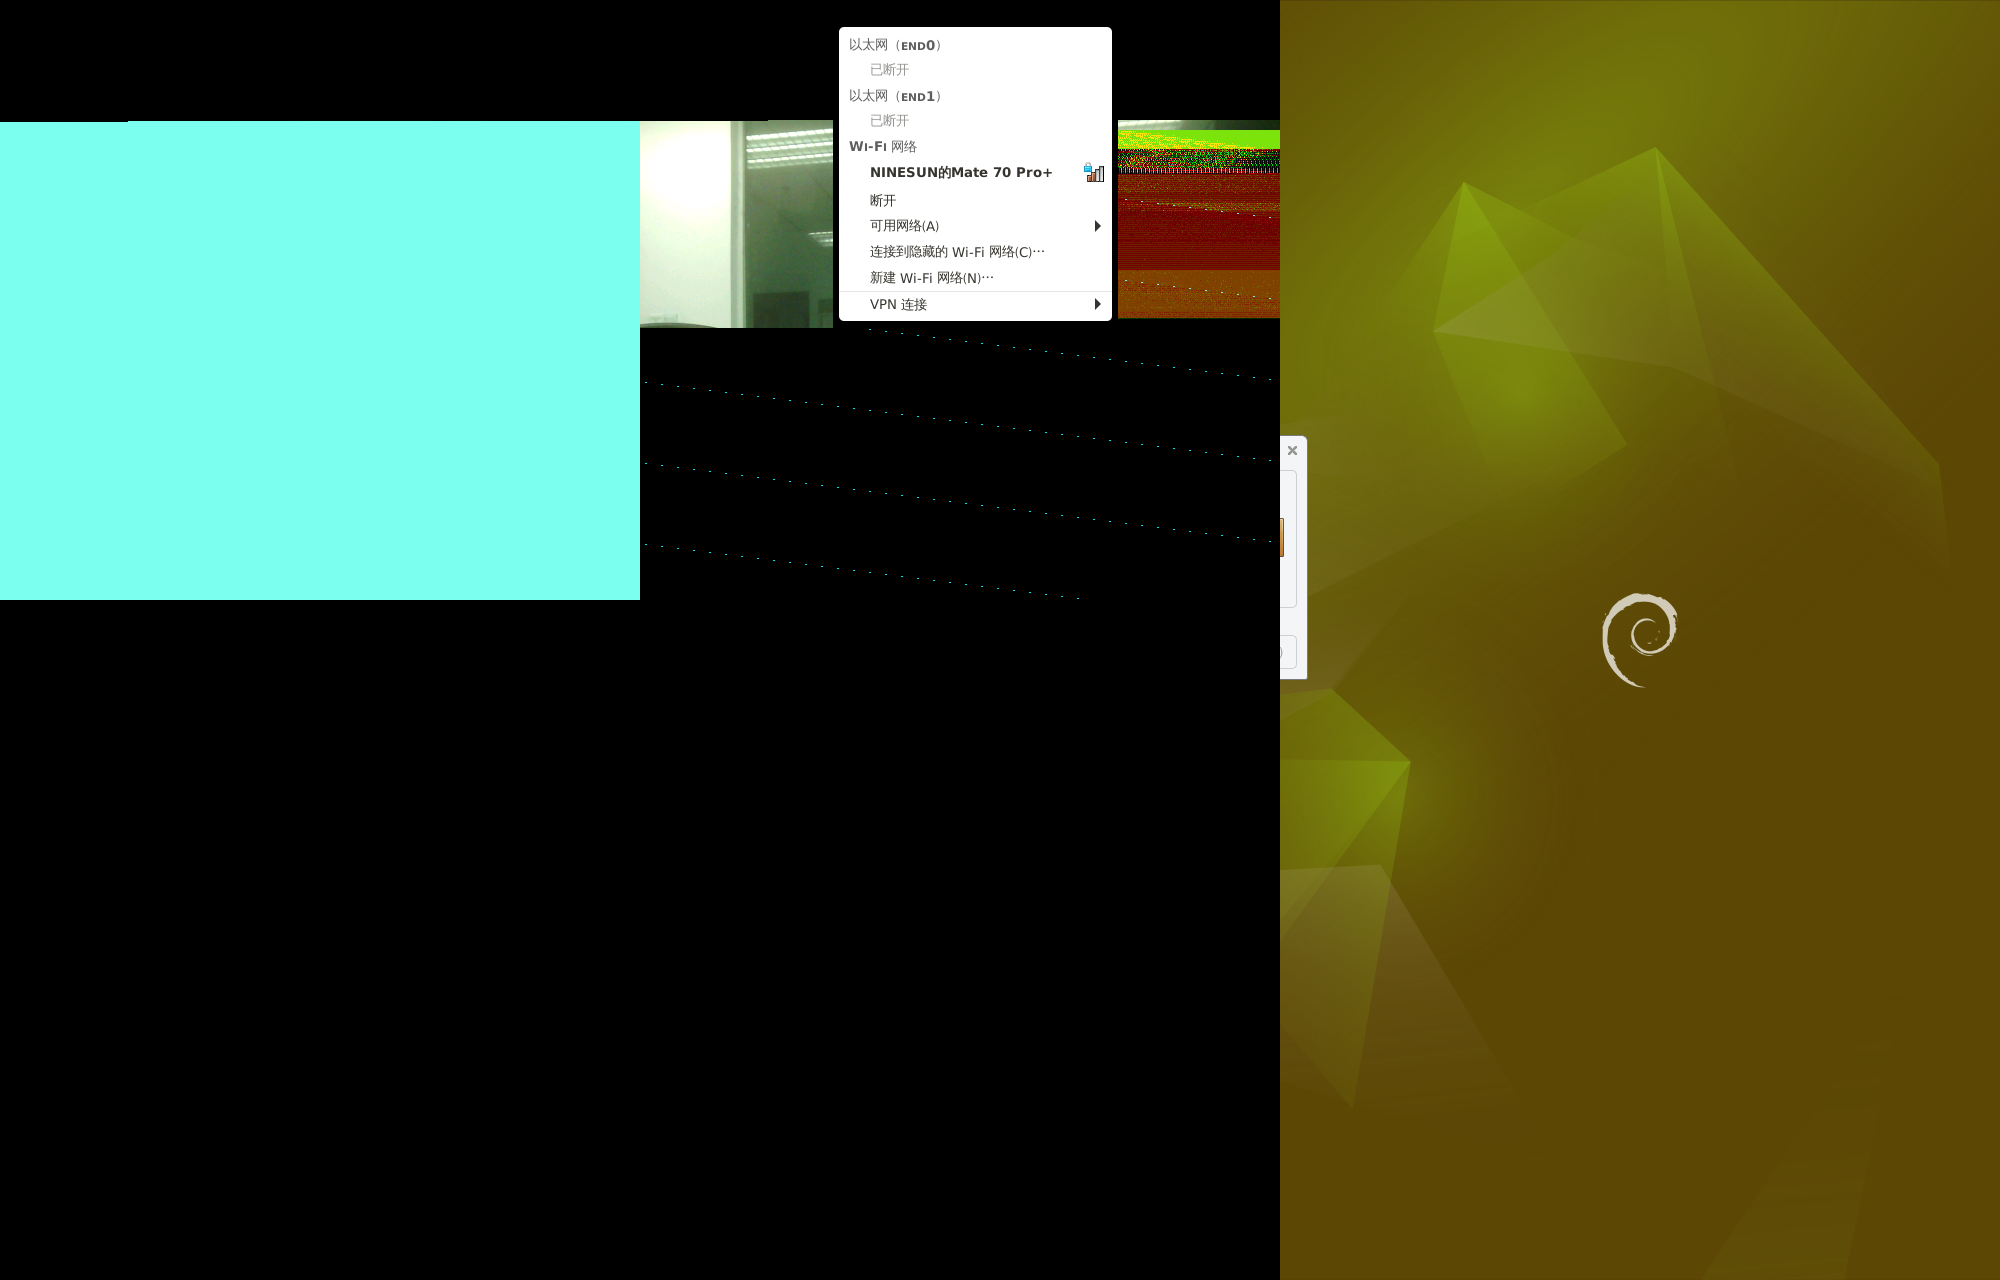 以太网（END0）
已断开
以太网（END1）
已断开
WI-FI 网络
NINESUN的Mate 70 Pro+
断开
可用网络(A)
连接到隐藏的 Wi-Fi 网络(C)⋯
新建 Wi-Fi 网络(N)⋯
VPN 连接
)